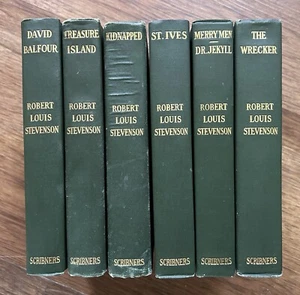 DAVID
BALFOUR
ROBERT
LOUIS
STEVENSON
SCRIBNERS
TREASURE
ISLAND
ROBERT
LOUIS
STEVENSON
SCRIBNERS
KIDNAPPED
ROBERT
LOUIS
STEVENSON
SCRIBNERS
ST. IVES
ROBERT
LOUIS
STEVENSON
SCRIBNERS
MERRY MEN
DR. JEKYLL
ROBERT
LOUIS
STEVENSON
SCRIBNERS
THE
WRECKER
ROBERT
LOUIS
STEVENSON
SCRIBNERS